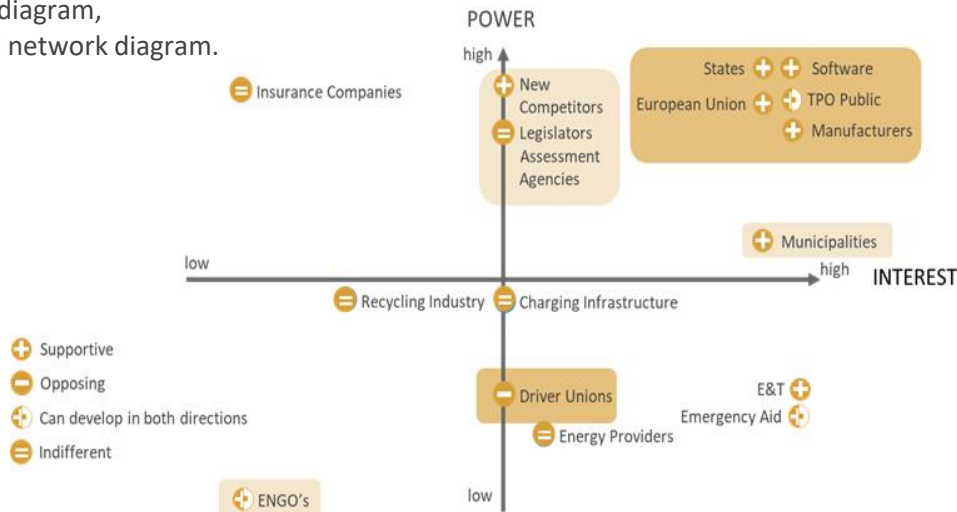 diagram,
network diagram.
POWER
high
Insurance Companies
New
Competitors
Legislators
Assessment
Agencies
States
Software
European Union
TPO Public
Manufacturers
Municipalities
low
high
INTEREST
Recycling Industry
Charging Infrastructure
Supportive
Opposing
Can develop in both directions
Indifferent
Driver Unions
Energy Providers
E&T
Emergency Aid
ENGO's
low